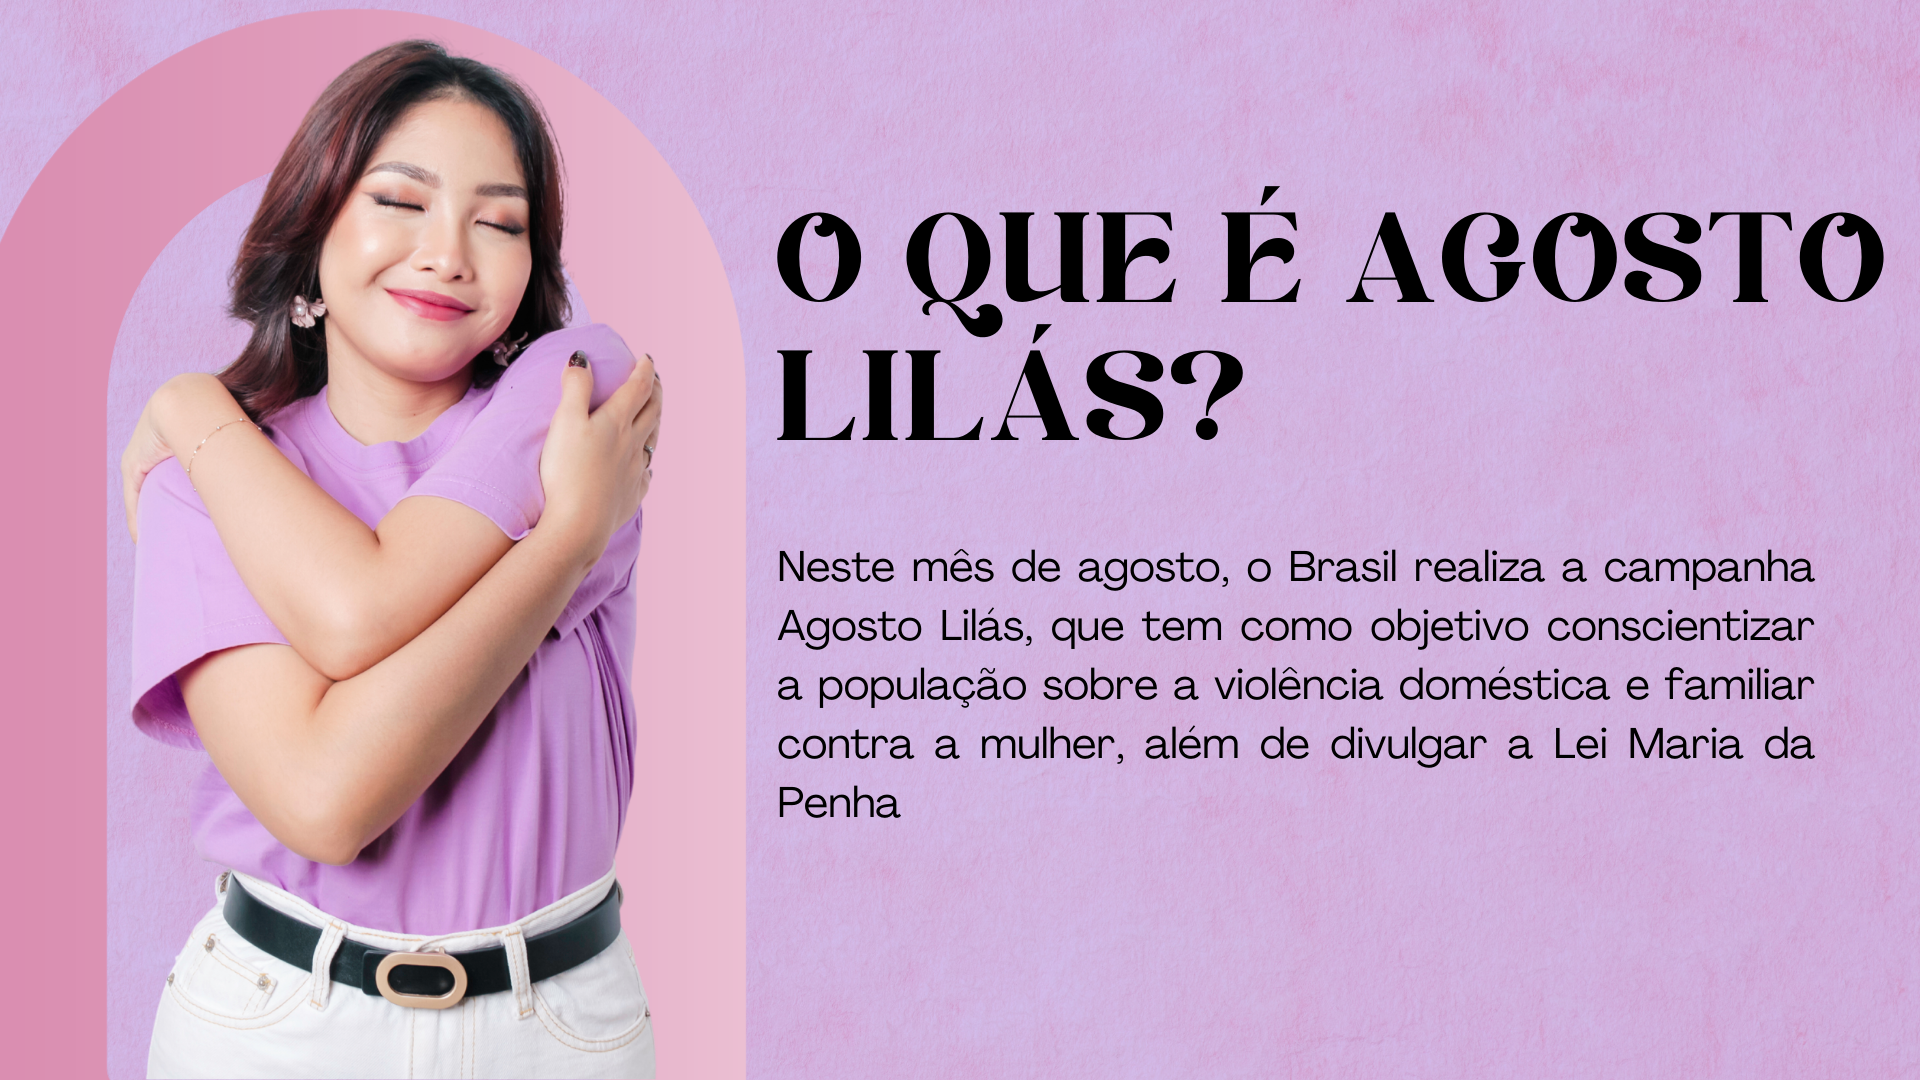 O QUE É AGOSTO
LILÁS?
Neste mês de agosto, o Brasil realiza a campanha
Agosto Lilás, que tem como objetivo conscientizar
a população sobre a violência doméstica e familiar
contra a mulher, além de divulgar a Lei Maria da
Penha